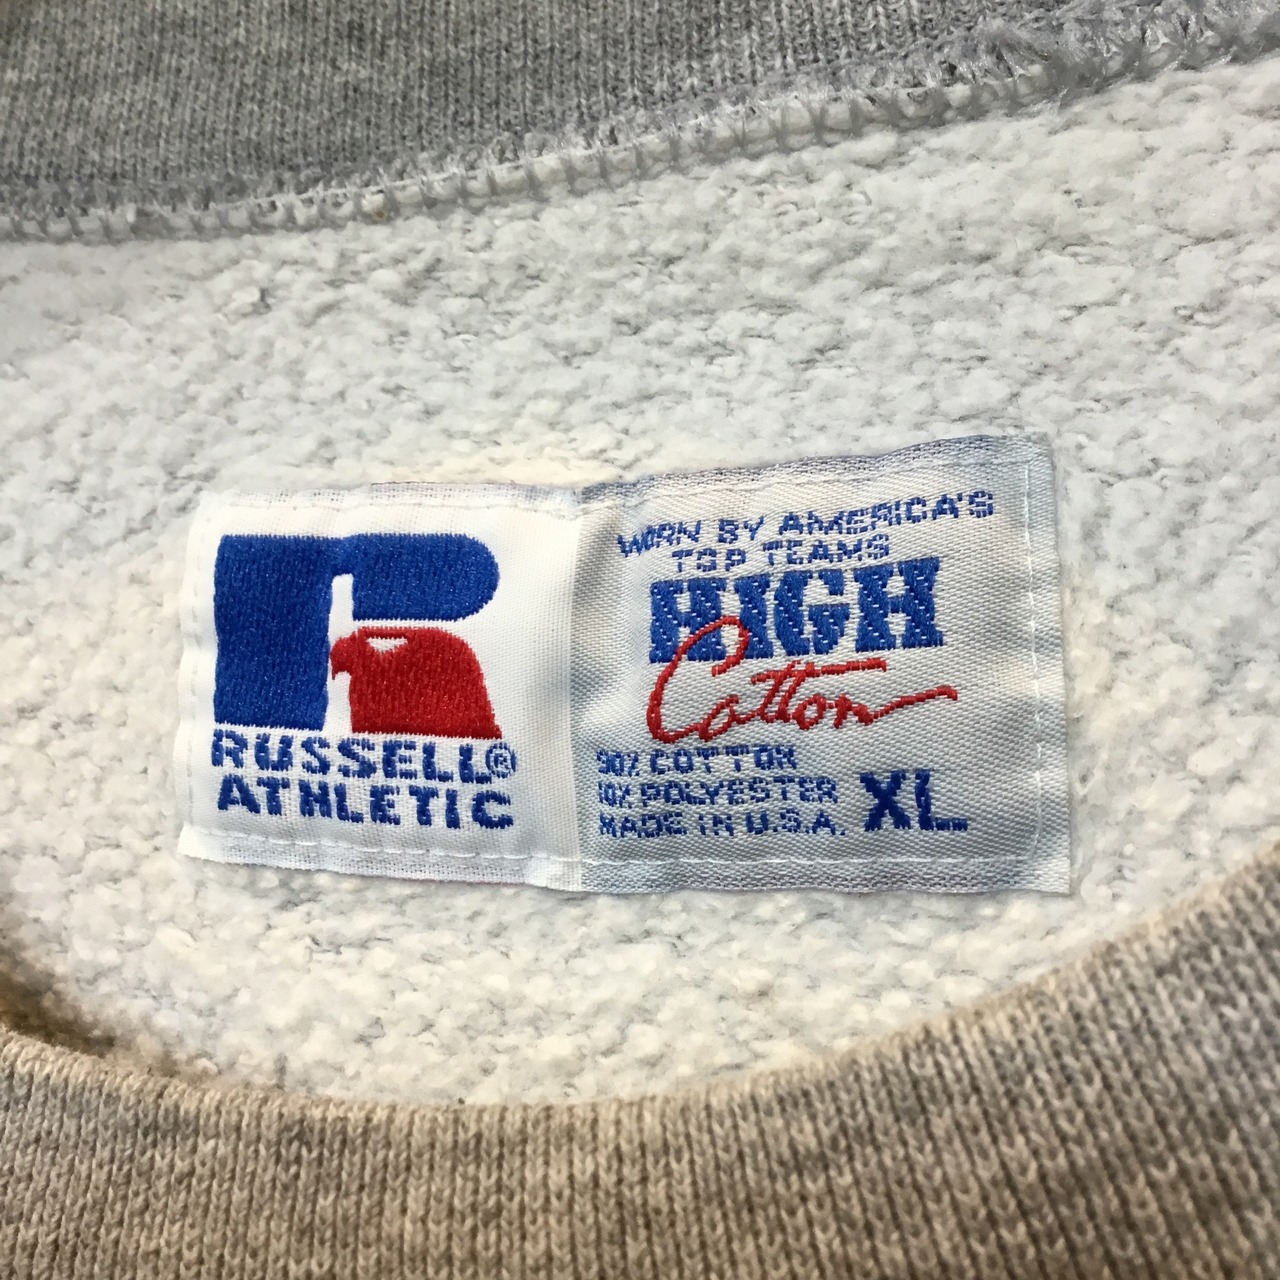 RUSSELL®
ATHLETIC
WORN BY AMERICA'S
TOP TEAMS
HIGH
Cotton
90% COTTON
10% POLYESTER
MADE IN U.S.A.
XL